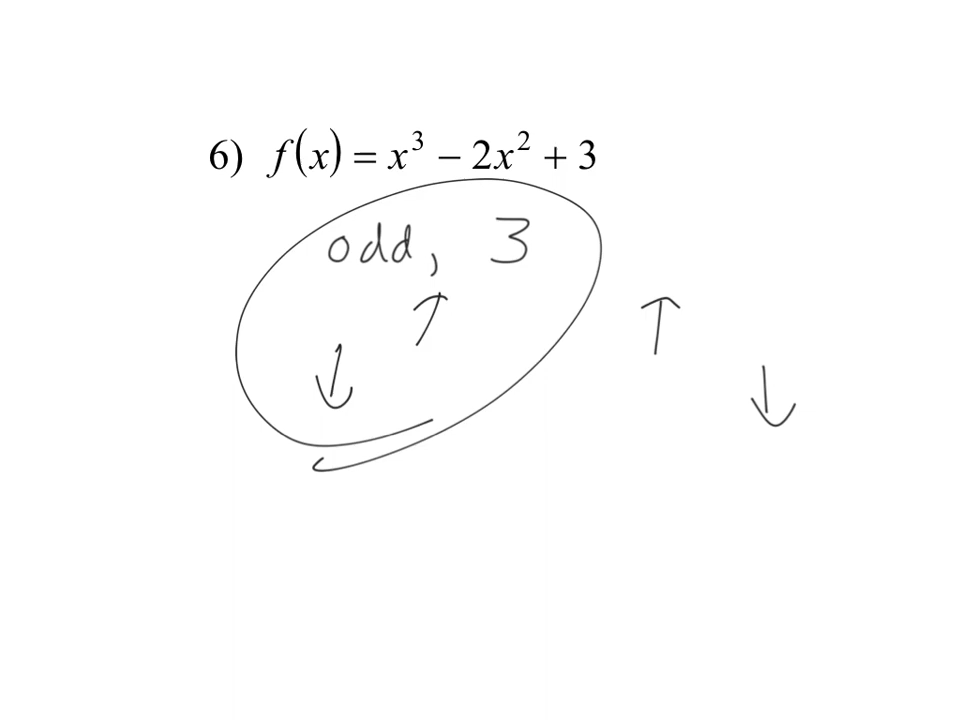 6) f(x) = x³ − 2x² + 3
odd, 3
↑ ↑
↓ ↓